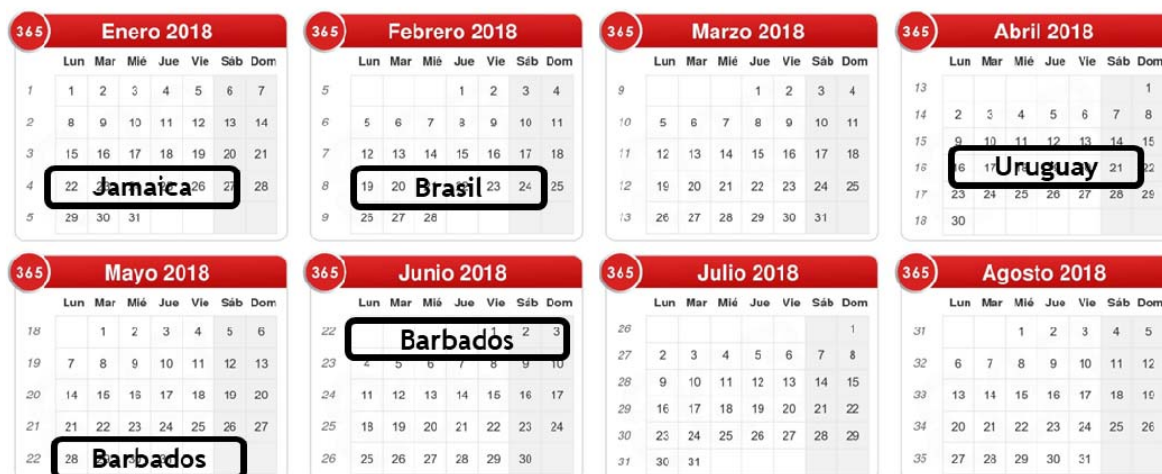 365 Enero 2018
Lun Mar Mié Jue Vie Sáb Dom
1 1 2 3 4 5 6 7
2 8 9 10 11 12 13 14
3 15 16 17 18 19 20 21
4 22 Jamaica 26 27 28
5 29 30 31
365 Febrero 2018
Lun Mar Mié Jue Vie Sáb Dom
5 1 2 3 4
6 5 6 7 8 9 10 11
7 12 13 14 15 16 17 18
8 19 20 Brasil 23 24 25
9 26 27 28
365 Marzo 2018
Lun Mar Mié Jue Vie Sáb Dom
9 1 2 3 4
10 5 6 7 8 9 10 11
11 12 13 14 15 16 17 18
12 19 20 21 22 23 24 25
13 26 27 28 29 30 31
365 Abril 2018
Lun Mar Mié Jue Vie Sáb Dom
13 1
14 2 3 4 5 6 7 8
15 9 10 11 12 13 14 15
16 16 17 Uruguay 21 22
17 23 24 25 26 27 28 29
18 30
365 Mayo 2018
Lun Mar Mié Jue Vie Sáb Dom
18 1 2 3 4 5 6
19 7 8 9 10 11 12 13
20 14 15 16 17 18 19 20
21 21 22 23 24 25 26 27
22 28 Barbados
365 Junio 2018
Lun Mar Mié Jue Vie Sáb Dom
22 Barbados 1 2 3
23 4 5 6 7 8 9 10
24 11 12 13 14 15 16 17
25 18 19 20 21 22 23 24
26 25 26 27 28 29 30
365 Julio 2018
Lun Mar Mié Jue Vie Sáb Dom
26 1
27 2 3 4 5 6 7 8
28 9 10 11 12 13 14 15
29 16 17 18 19 20 21 22
30 23 24 25 26 27 28 29
31 30 31
365 Agosto 2018
Lun Mar Mié Jue Vie Sáb Dom
31 1 2 3 4 5
32 6 7 8 9 10 11 12
33 13 14 15 16 17 18 19
34 20 21 22 23 24 25 26
35 27 28 29 30 31